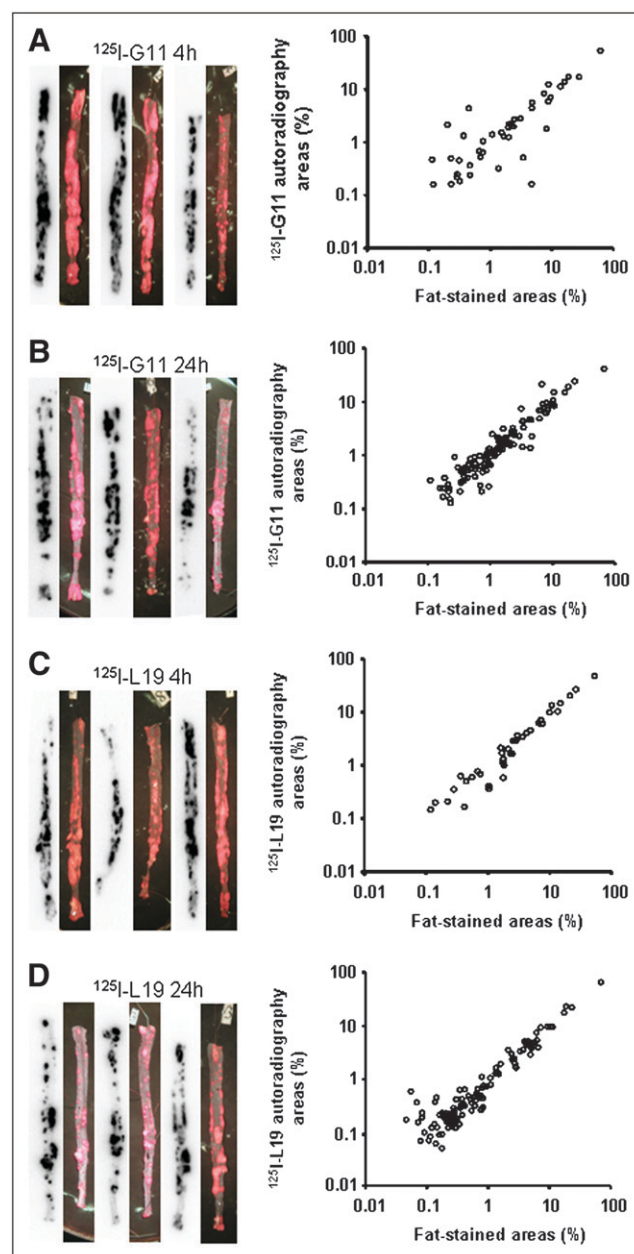 A
¹²⁵I-G11 4h
¹²⁵I-G11 autoradiography
areas (%)
100
10
1
0.1
0.01
0.01 0.1 1 10 100
Fat-stained areas (%)
B
¹²⁵I-G11 24h
¹²⁵I-G11 autoradiography
areas (%)
100
10
1
0.1
0.01
0.01 0.1 1 10 100
Fat-stained areas (%)
C
¹²⁵I-L19 4h
¹²⁵I-L19 autoradiography
areas (%)
100
10
1
0.1
0.01
0.01 0.1 1 10 100
Fat-stained areas (%)
D
¹²⁵I-L19 24h
¹²⁵I-L19 autoradiography
areas (%)
100
10
1
0.1
0.01
0.01 0.1 1 10 100
Fat-stained areas (%)